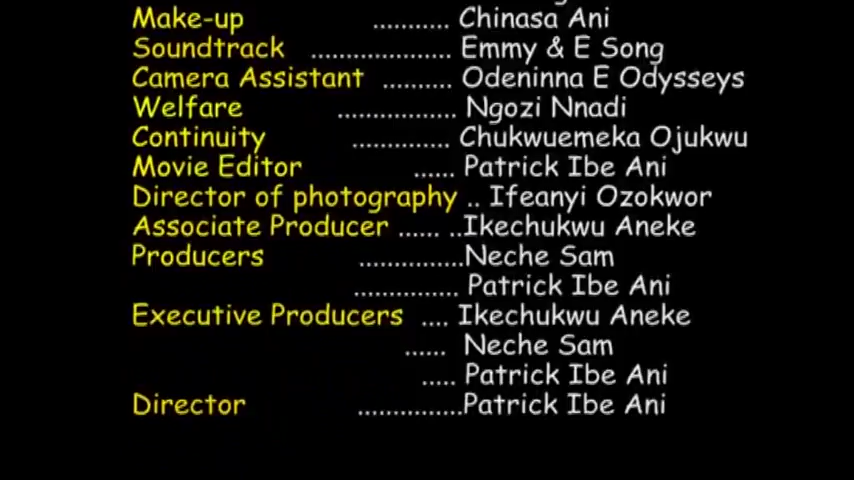 Make-up ........... Chinasa Ani
Soundtrack .................... Emmy & E Song
Camera Assistant .......... Odeninna E Odysseys
Welfare ................. Ngozi Nnadi
Continuity .............. Chukwuemeka Ojukwu
Movie Editor ...... Patrick Ibe Ani
Director of photography .. Ifeanyi Ozokwor
Associate Producer ...... ..Ikechukwu Aneke
Producers ...............Neche Sam
............... Patrick Ibe Ani
Executive Producers .... Ikechukwu Aneke
...... Neche Sam
..... Patrick Ibe Ani
Director ...............Patrick Ibe Ani